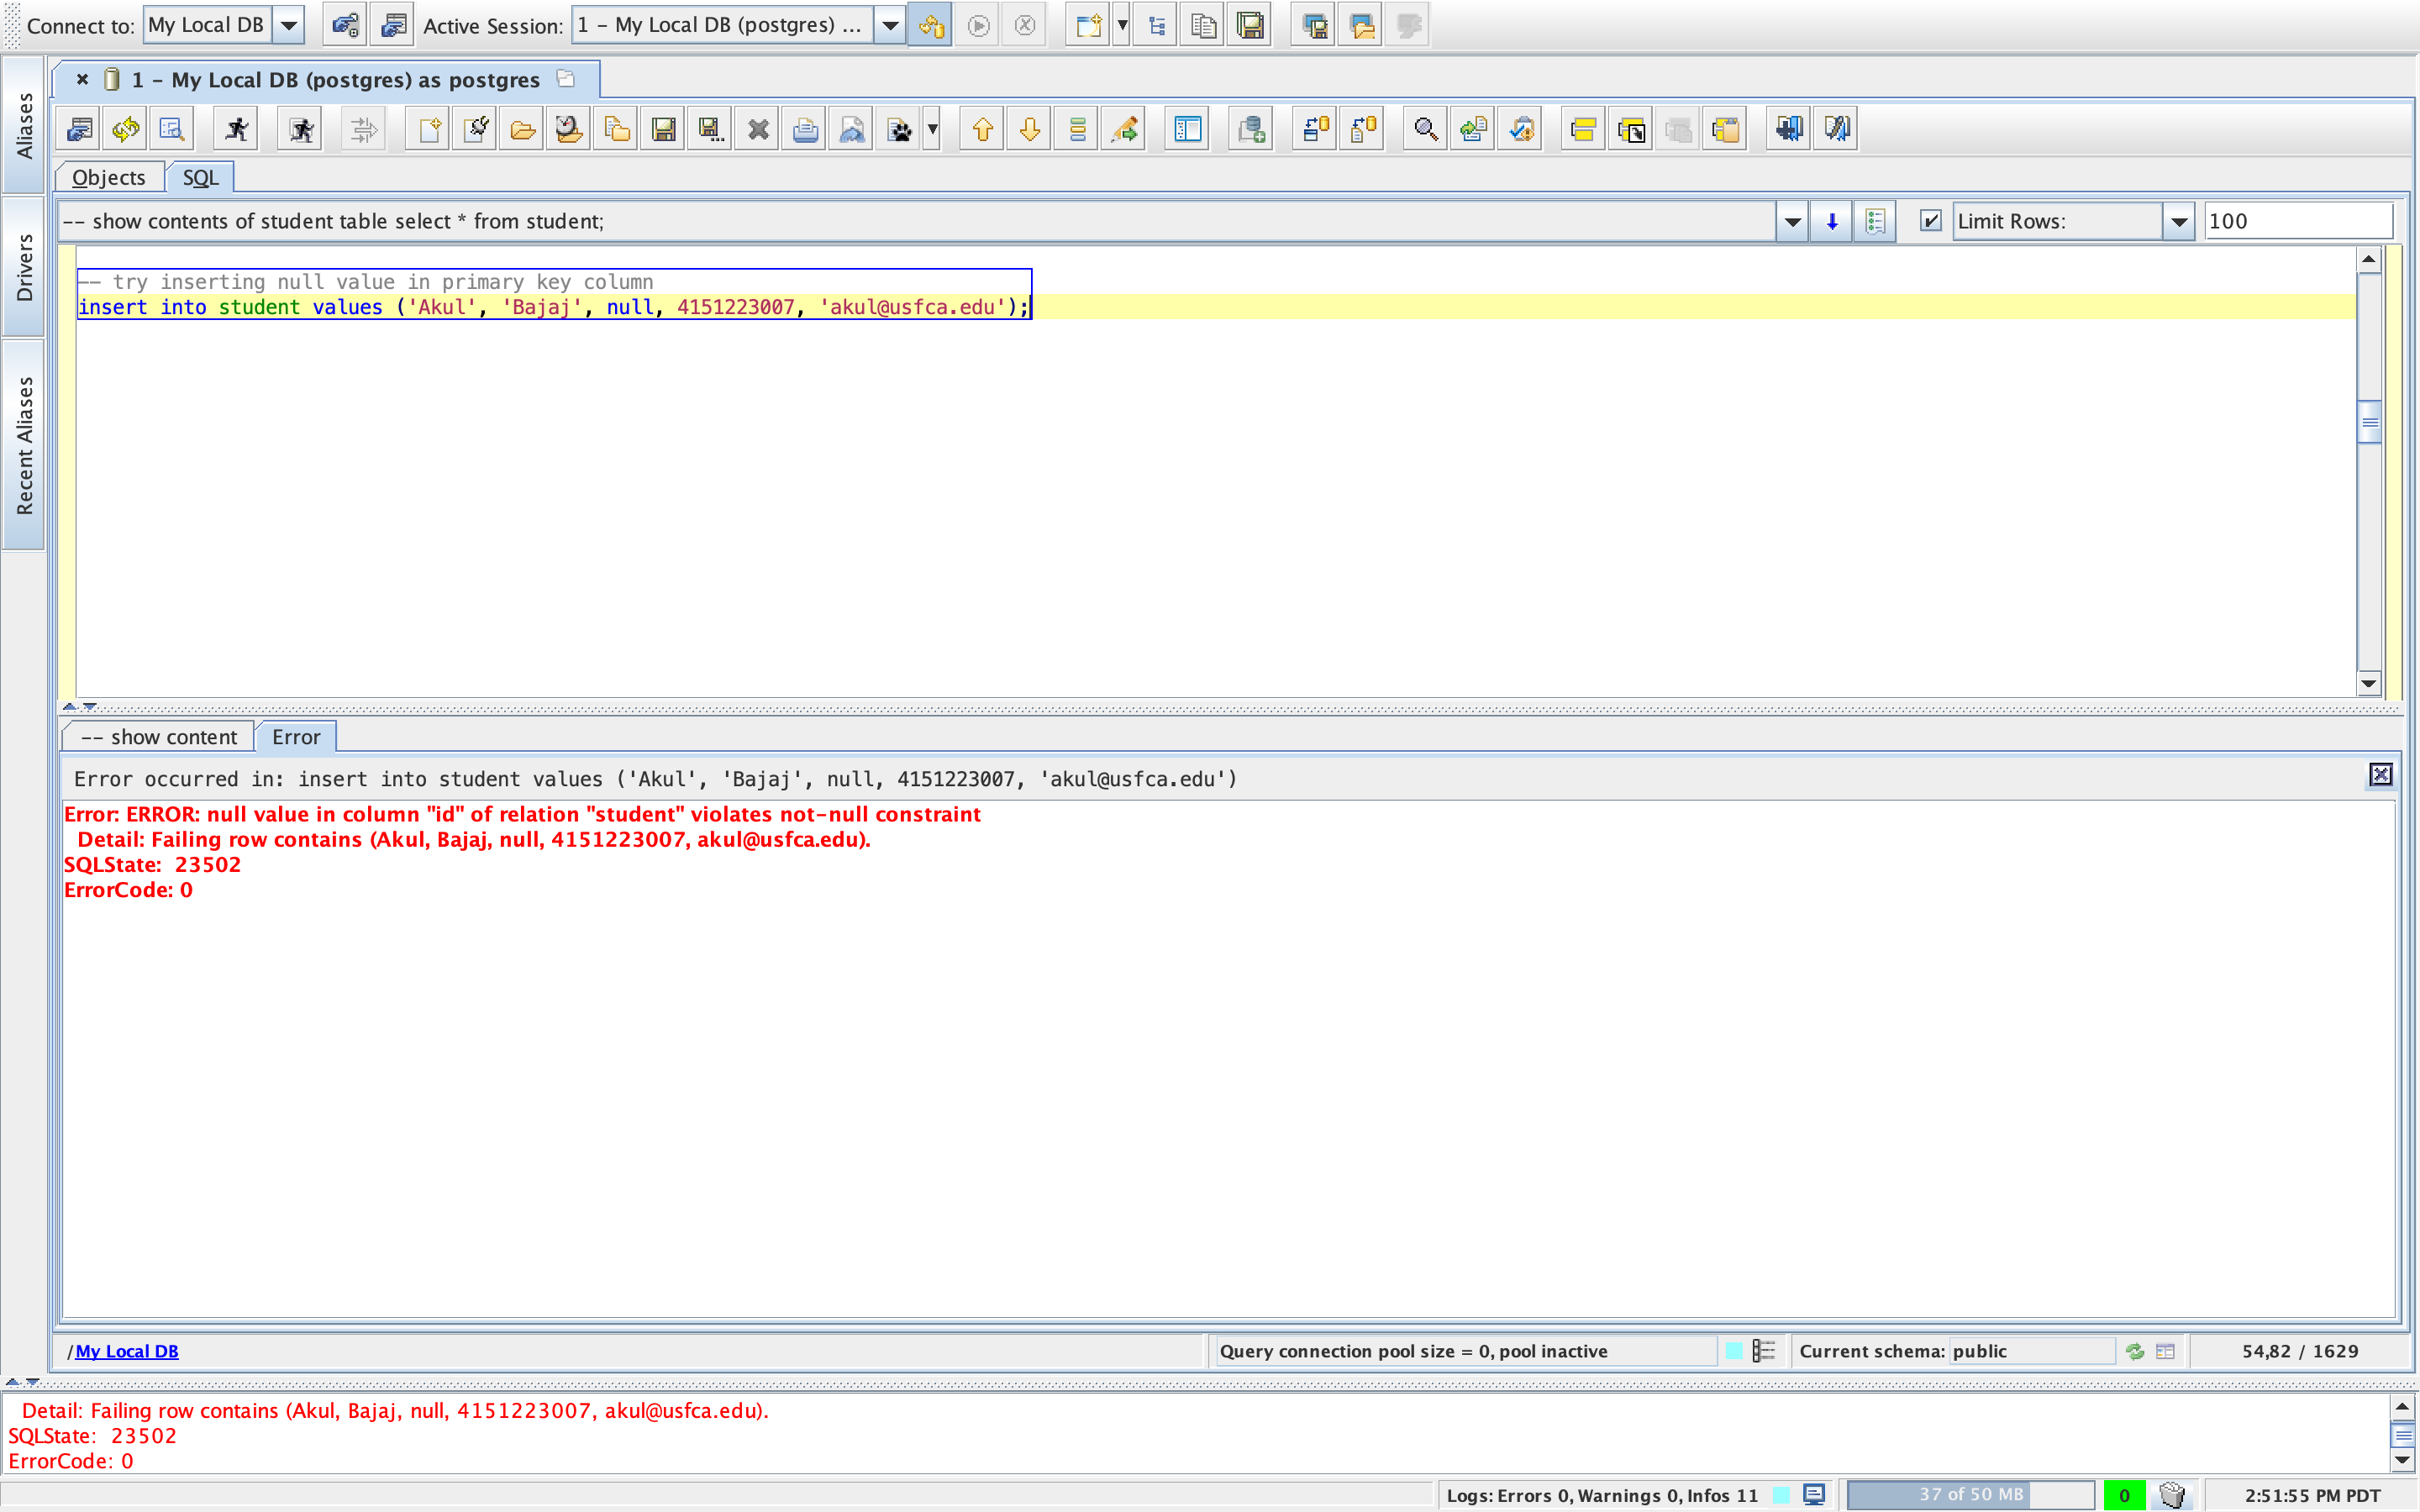 Connect to: My Local DB Active Session: 1 - My Local DB (postgres) ...
1 - My Local DB (postgres) as postgres
Aliases
Drivers
Recent Aliases
Objects SQL
-- show contents of student table select * from student; Limit Rows: 100
-- try inserting null value in primary key column
insert into student values ('Akul', 'Bajaj', null, 4151223007, 'akul@usfca.edu');
-- show content Error
Error occurred in: insert into student values ('Akul', 'Bajaj', null, 4151223007, 'akul@usfca.edu')
Error: ERROR: null value in column "id" of relation "student" violates not-null constraint
Detail: Failing row contains (Akul, Bajaj, null, 4151223007, akul@usfca.edu).
SQLState: 23502
ErrorCode: 0
/My Local DB Query connection pool size = 0, pool inactive Current schema: public 54,82 / 1629
Detail: Failing row contains (Akul, Bajaj, null, 4151223007, akul@usfca.edu).
SQLState: 23502
ErrorCode: 0
Logs: Errors 0, Warnings 0, Infos 11 37 of 50 MB 0 2:51:55 PM PDT